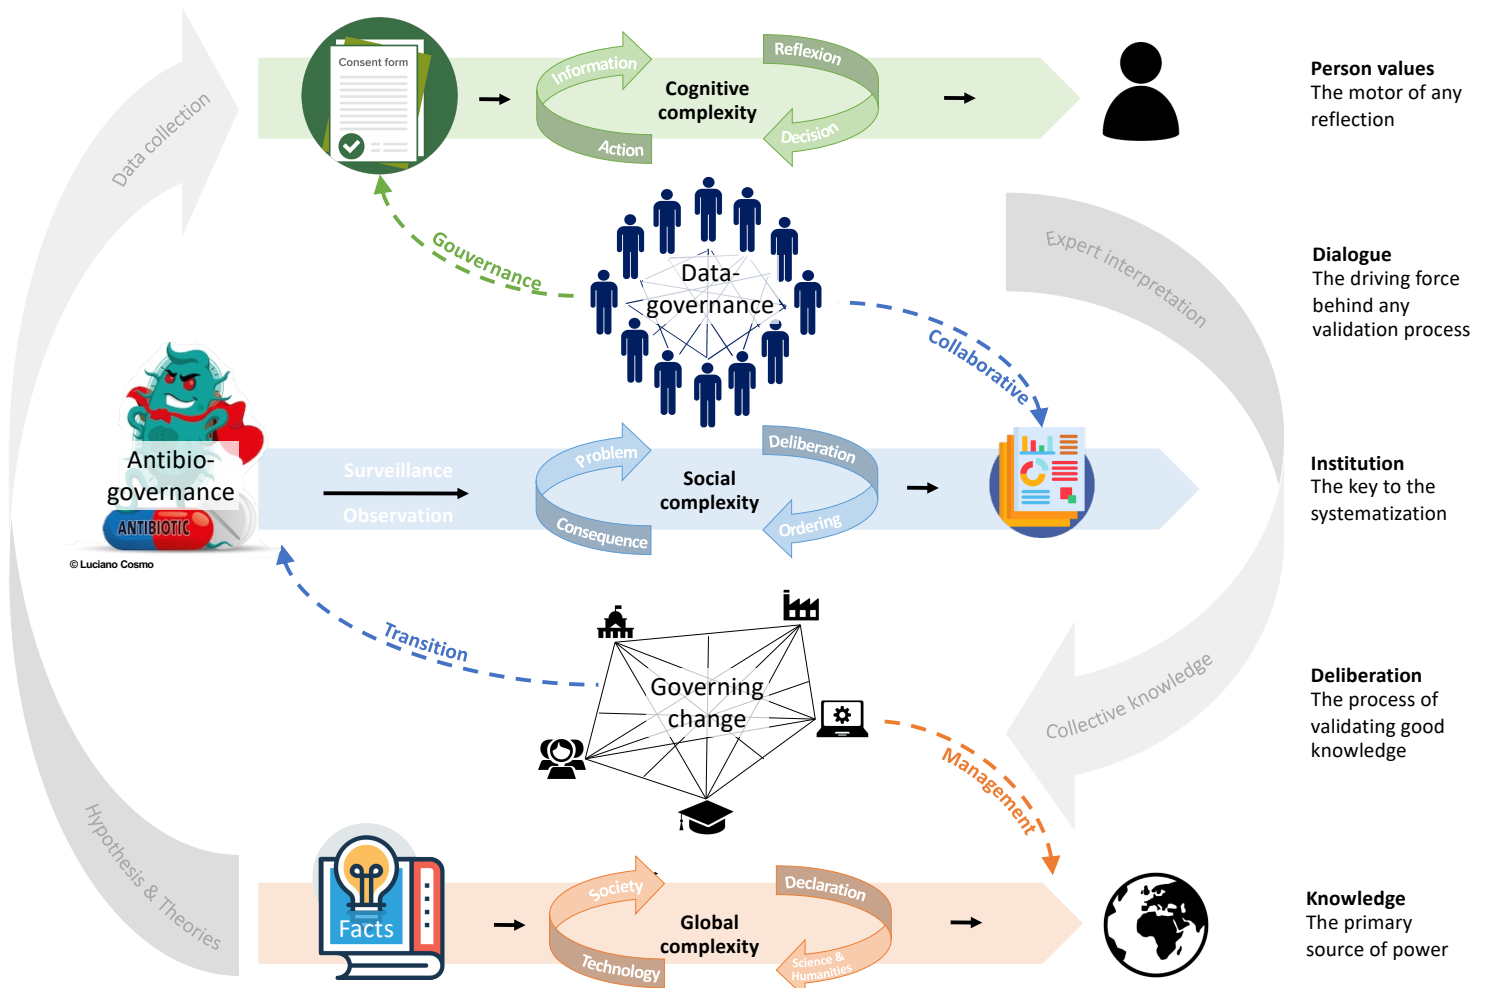 Consent form
Information
Reflexion
Cognitive
complexity
Action
Decision
Person values
The motor of any
reflection
Data collection
Gouvernance
Data-
governance
Collaborative
Expert interpretation
Dialogue
The driving force
behind any
validation process
Antibio-
governance
ANTIBIOTIC
© Luciano Cosmo
Surveillance
Observation
Problem
Deliberation
Social
complexity
Consequence
Ordering
Institution
The key to the
systematization
Transition
Governing
change
Management
Collective knowledge
Deliberation
The process of
validating good
knowledge
Hypothesis & Theories
Facts
Society
Declaration
Global
complexity
Technology
Science &
Humanities
Knowledge
The primary
source of power